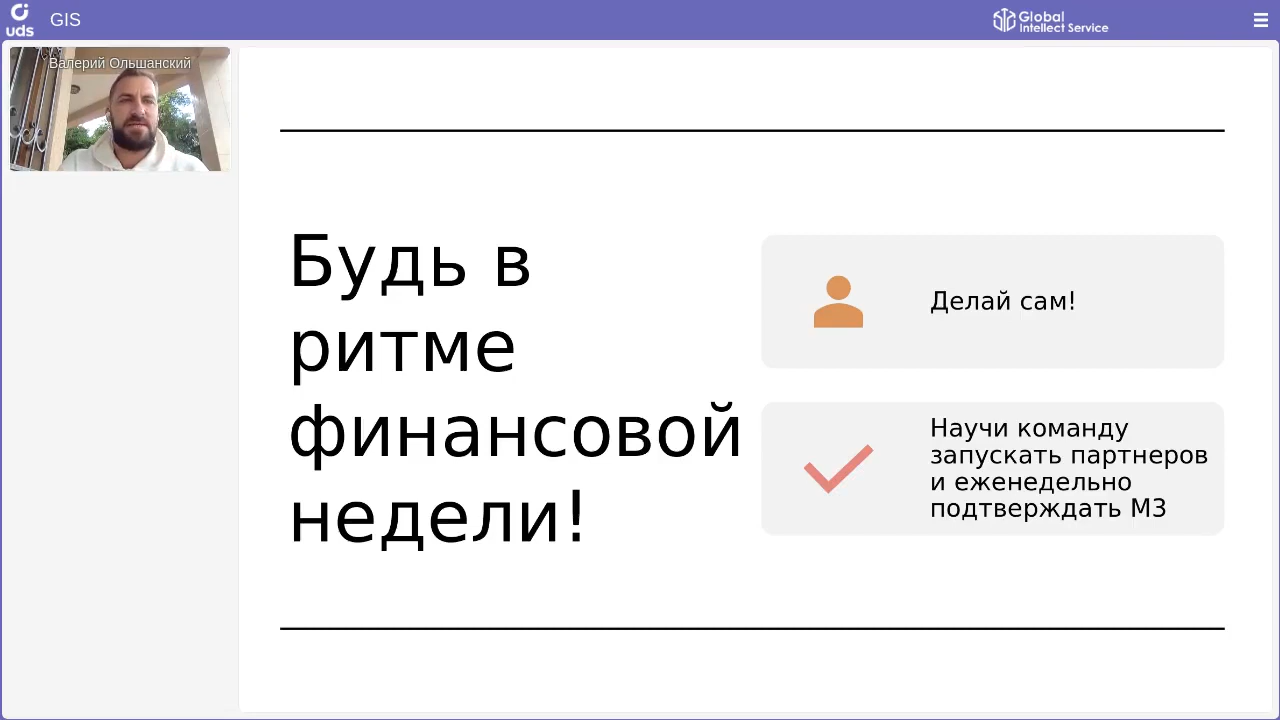 uds
GIS
Global
Intellect Service
Валерий Ольшанский
Будь в
ритме
финансовой
недели!
Делай сам!
Научи команду
запускать партнеров
и еженедельно
подтверждать М3